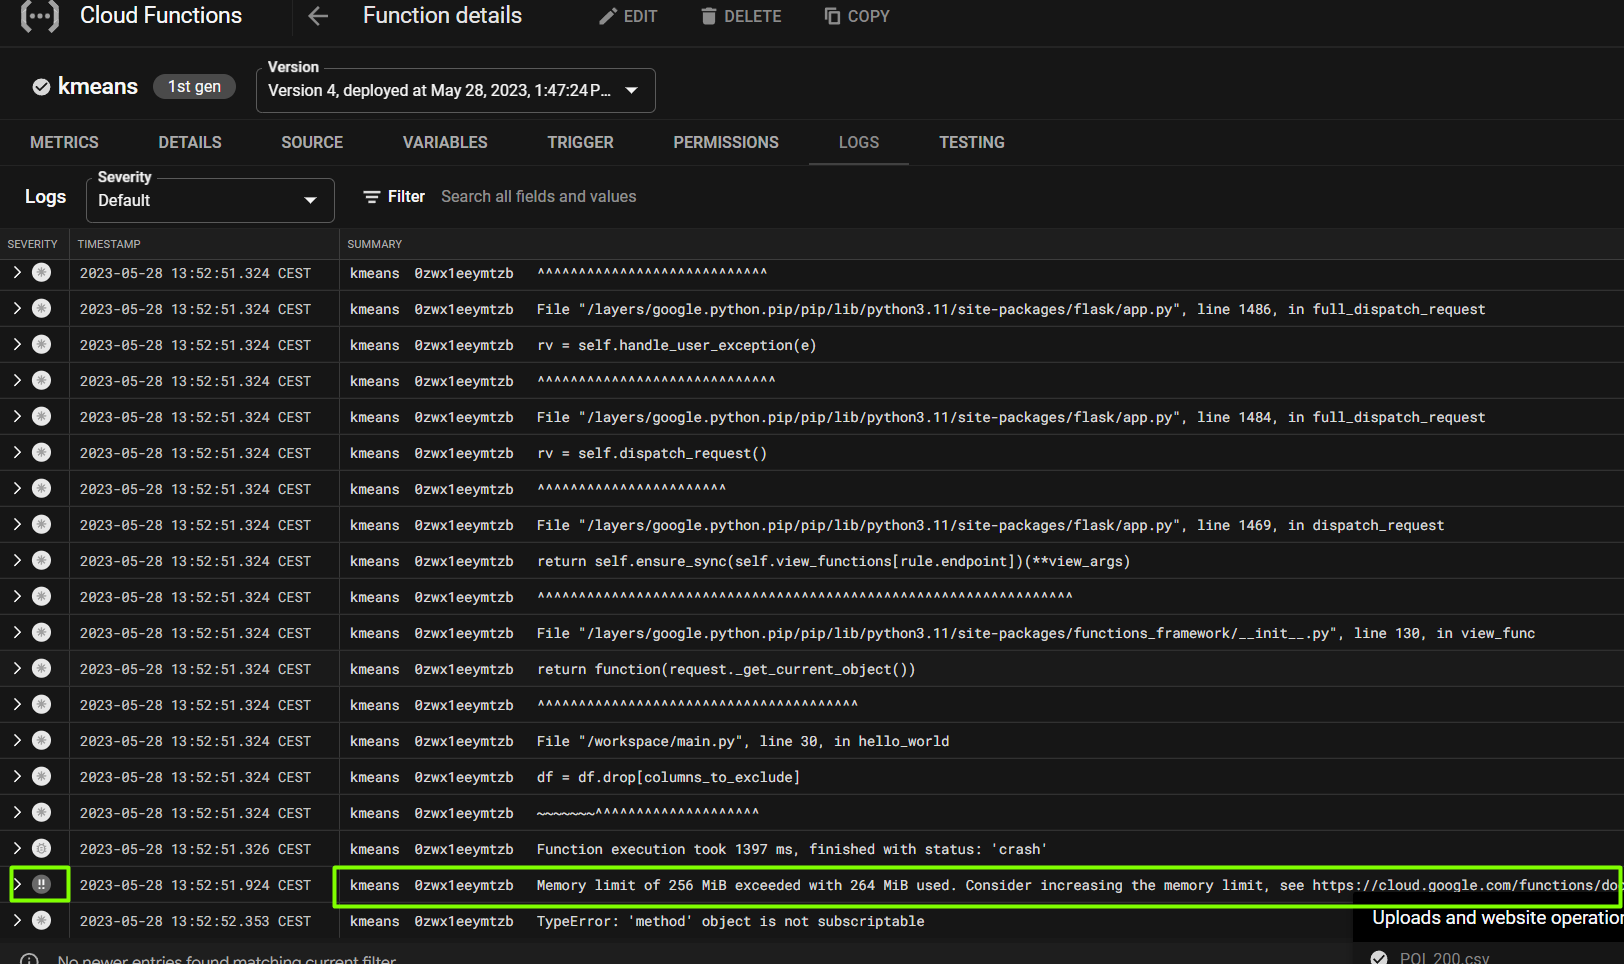 Cloud Functions Function details EDIT DELETE COPY
kmeans 1st gen Version
Version 4, deployed at May 28, 2023, 1:47:24 P...
METRICS DETAILS SOURCE VARIABLES TRIGGER PERMISSIONS LOGS TESTING
Logs Severity Default Filter Search all fields and values
SEVERITY TIMESTAMP SUMMARY
2023-05-28 13:52:51.324 CEST kmeans 0zwx1eeymtzb ^^^^^^^^^^^^^^^^^^^^^^^^^^^^
2023-05-28 13:52:51.324 CEST kmeans 0zwx1eeymtzb File "/layers/google.python.pip/pip/lib/python3.11/site-packages/flask/app.py", line 1486, in full_dispatch_request
2023-05-28 13:52:51.324 CEST kmeans 0zwx1eeymtzb rv = self.handle_user_exception(e)
2023-05-28 13:52:51.324 CEST kmeans 0zwx1eeymtzb ^^^^^^^^^^^^^^^^^^^^^^^^^^^^^
2023-05-28 13:52:51.324 CEST kmeans 0zwx1eeymtzb File "/layers/google.python.pip/pip/lib/python3.11/site-packages/flask/app.py", line 1484, in full_dispatch_request
2023-05-28 13:52:51.324 CEST kmeans 0zwx1eeymtzb rv = self.dispatch_request()
2023-05-28 13:52:51.324 CEST kmeans 0zwx1eeymtzb ^^^^^^^^^^^^^^^^^^^^^^^
2023-05-28 13:52:51.324 CEST kmeans 0zwx1eeymtzb File "/layers/google.python.pip/pip/lib/python3.11/site-packages/flask/app.py", line 1469, in dispatch_request
2023-05-28 13:52:51.324 CEST kmeans 0zwx1eeymtzb return self.ensure_sync(self.view_functions[rule.endpoint])(**view_args)
2023-05-28 13:52:51.324 CEST kmeans 0zwx1eeymtzb ^^^^^^^^^^^^^^^^^^^^^^^^^^^^^^^^^^^^^^^^^^^^^^^^^^^^^^^^^^^^^^^^^
2023-05-28 13:52:51.324 CEST kmeans 0zwx1eeymtzb File "/layers/google.python.pip/pip/lib/python3.11/site-packages/functions_framework/__init__.py", line 130, in view_func
2023-05-28 13:52:51.324 CEST kmeans 0zwx1eeymtzb return function(request._get_current_object())
2023-05-28 13:52:51.324 CEST kmeans 0zwx1eeymtzb ^^^^^^^^^^^^^^^^^^^^^^^^^^^^^^^^^^^^^^^
2023-05-28 13:52:51.324 CEST kmeans 0zwx1eeymtzb File "/workspace/main.py", line 30, in hello_world
2023-05-28 13:52:51.324 CEST kmeans 0zwx1eeymtzb df = df.drop[columns_to_exclude]
2023-05-28 13:52:51.324 CEST kmeans 0zwx1eeymtzb ~~~~~~~^^^^^^^^^^^^^^^^^^^^
2023-05-28 13:52:51.326 CEST kmeans 0zwx1eeymtzb Function execution took 1397 ms, finished with status: 'crash'
2023-05-28 13:52:51.924 CEST kmeans 0zwx1eeymtzb Memory limit of 256 MiB exceeded with 264 MiB used. Consider increasing the memory limit, see https://cloud.google.com/functions/do
2023-05-28 13:52:52.353 CEST kmeans 0zwx1eeymtzb TypeError: 'method' object is not subscriptable
Uploads and website operation
No newer entries found matching current filter
POI_200.csv